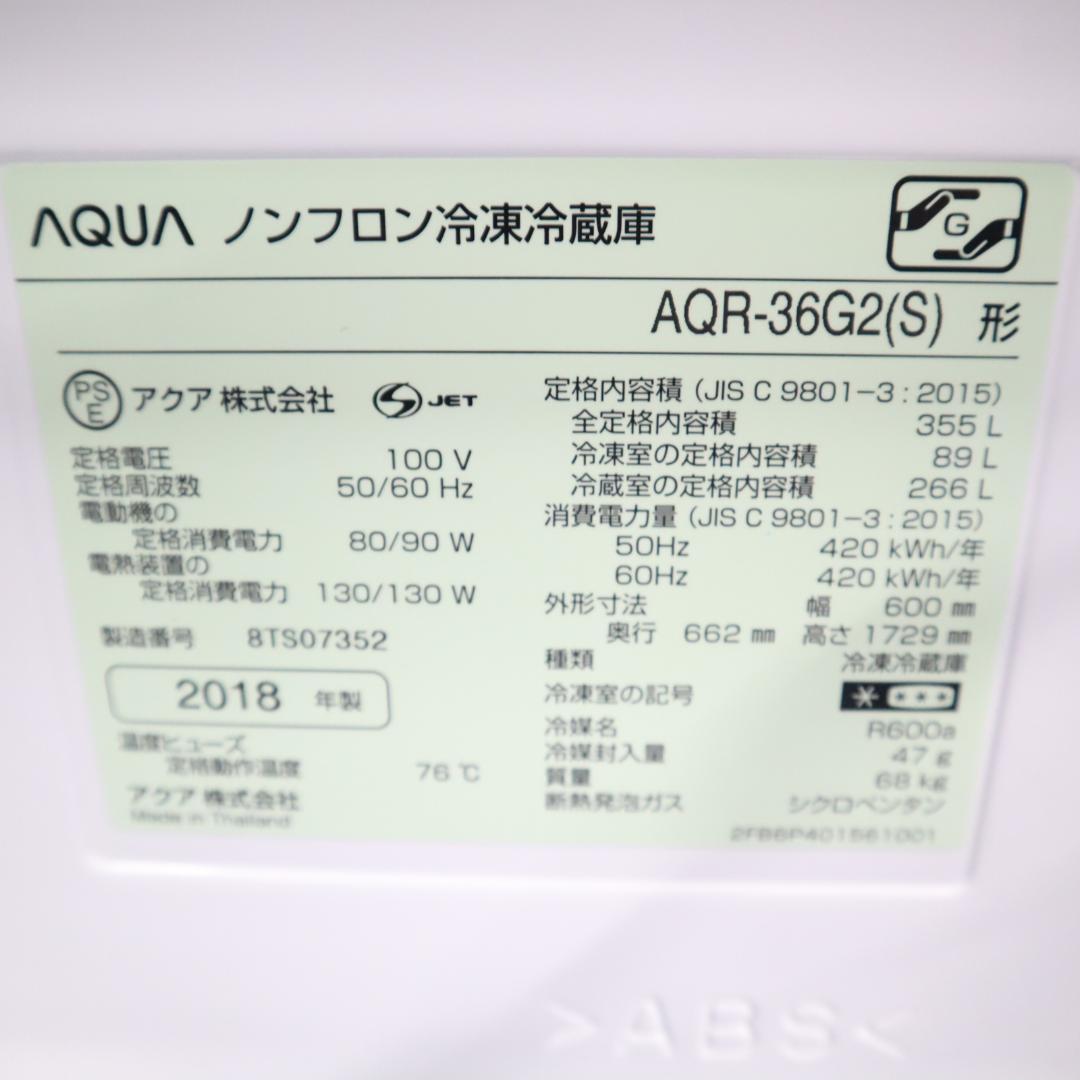 AQUA ノンフロン冷凍冷蔵庫
G
AQR-36G2(S) 形
PSE アクア 株式会社 S JET
定格電圧 100 V
定格周波数 50/60 Hz
電動機の
定格消費電力 80/90 W
電熱装置の
定格消費電力 130/130 W
製造番号 8TS07352
2018 年製
温度ヒューズ
定格動作温度 76 ℃
アクア 株式会社
Made in Thailand
定格内容積 (JIS C 9801-3 : 2015)
全定格内容積 355 L
冷凍室の定格内容積 89 L
冷蔵室の定格内容積 266 L
消費電力量 (JIS C 9801-3 : 2015)
50Hz 420 kWh/年
60Hz 420 kWh/年
外形寸法 幅 600 mm
奥行 662 mm 高さ 1729 mm
種類 冷凍冷蔵庫
冷凍室の記号
冷媒名 R600a
冷媒封入量 47 g
質量 68 kg
断熱発泡ガス シクロペンタン
2FB6P401561001
>ABS<